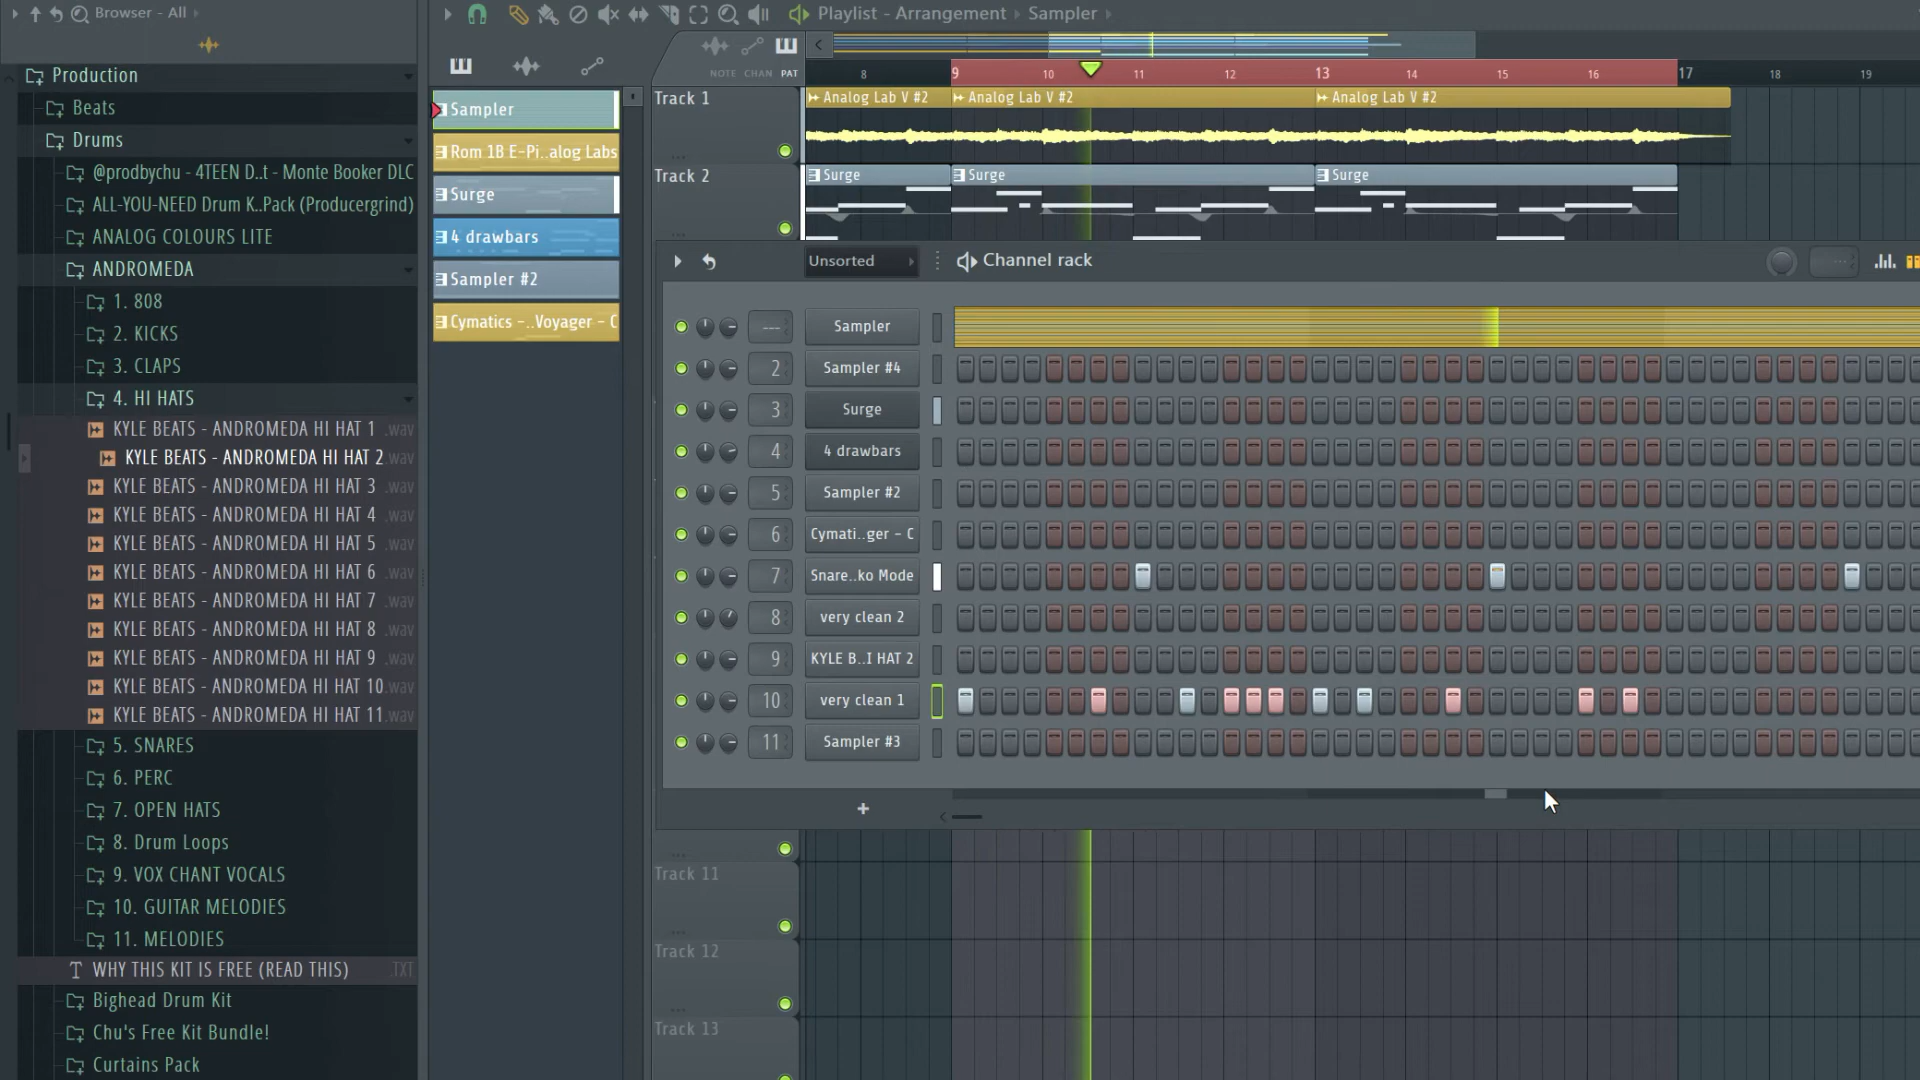 Browser - All
Production
Beats
Drums
@prodbychu - 4TEEN D..t - Monte Booker DLC
ALL-YOU-NEED Drum K..Pack (Producergrind)
ANALOG COLOURS LITE
ANDROMEDA
1. 808
2. KICKS
3. CLAPS
4. HI HATS
KYLE BEATS - ANDROMEDA HI HAT 1 .wav
KYLE BEATS - ANDROMEDA HI HAT 2.wav
KYLE BEATS - ANDROMEDA HI HAT 3 .wav
KYLE BEATS - ANDROMEDA HI HAT 4 .wav
KYLE BEATS - ANDROMEDA HI HAT 5 .wav
KYLE BEATS - ANDROMEDA HI HAT 6 .wav
KYLE BEATS - ANDROMEDA HI HAT 7 .wav
KYLE BEATS - ANDROMEDA HI HAT 8 .wav
KYLE BEATS - ANDROMEDA HI HAT 9 .wav
KYLE BEATS - ANDROMEDA HI HAT 10.wav
KYLE BEATS - ANDROMEDA HI HAT 11.wav
5. SNARES
6. PERC
7. OPEN HATS
8. Drum Loops
9. VOX CHANT VOCALS
10. GUITAR MELODIES
11. MELODIES
WHY THIS KIT IS FREE (READ THIS) .TXT
Bighead Drum Kit
Chu's Free Kit Bundle!
Curtains Pack
Sampler
Rom 1B E-Pi..alog Labs
Surge
4 drawbars
Sampler #2
Cymatics -..Voyager - C
Playlist - Arrangement › Sampler ›
NOTE CHAN PAT
8 9 10 11 12 13 14 15 16 17 18 19
Track 1
Analog Lab V #2 Analog Lab V #2 Analog Lab V #2
Track 2
Surge Surge Surge
Unsorted Channel rack
--- Sampler
2 Sampler #4
3 Surge
4 4 drawbars
5 Sampler #2
6 Cymati..ger - C
7 Snare..ko Mode
8 very clean 2
9 KYLE B..I HAT 2
10 very clean 1
11 Sampler #3
+
Track 11
Track 12
Track 13